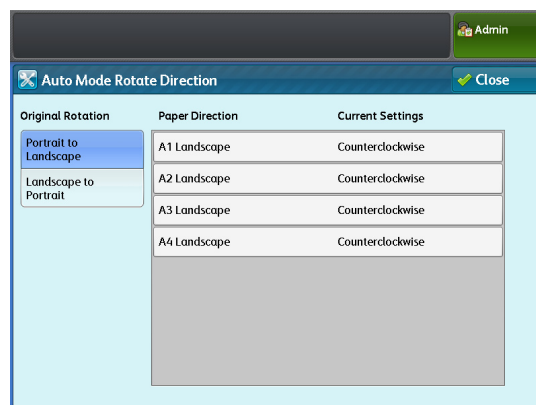 Admin
Auto Mode Rotate Direction
Close
Original Rotation Paper Direction Current Settings
Portrait to
Landscape
Landscape to
Portrait
A1 Landscape Counterclockwise
A2 Landscape Counterclockwise
A3 Landscape Counterclockwise
A4 Landscape Counterclockwise